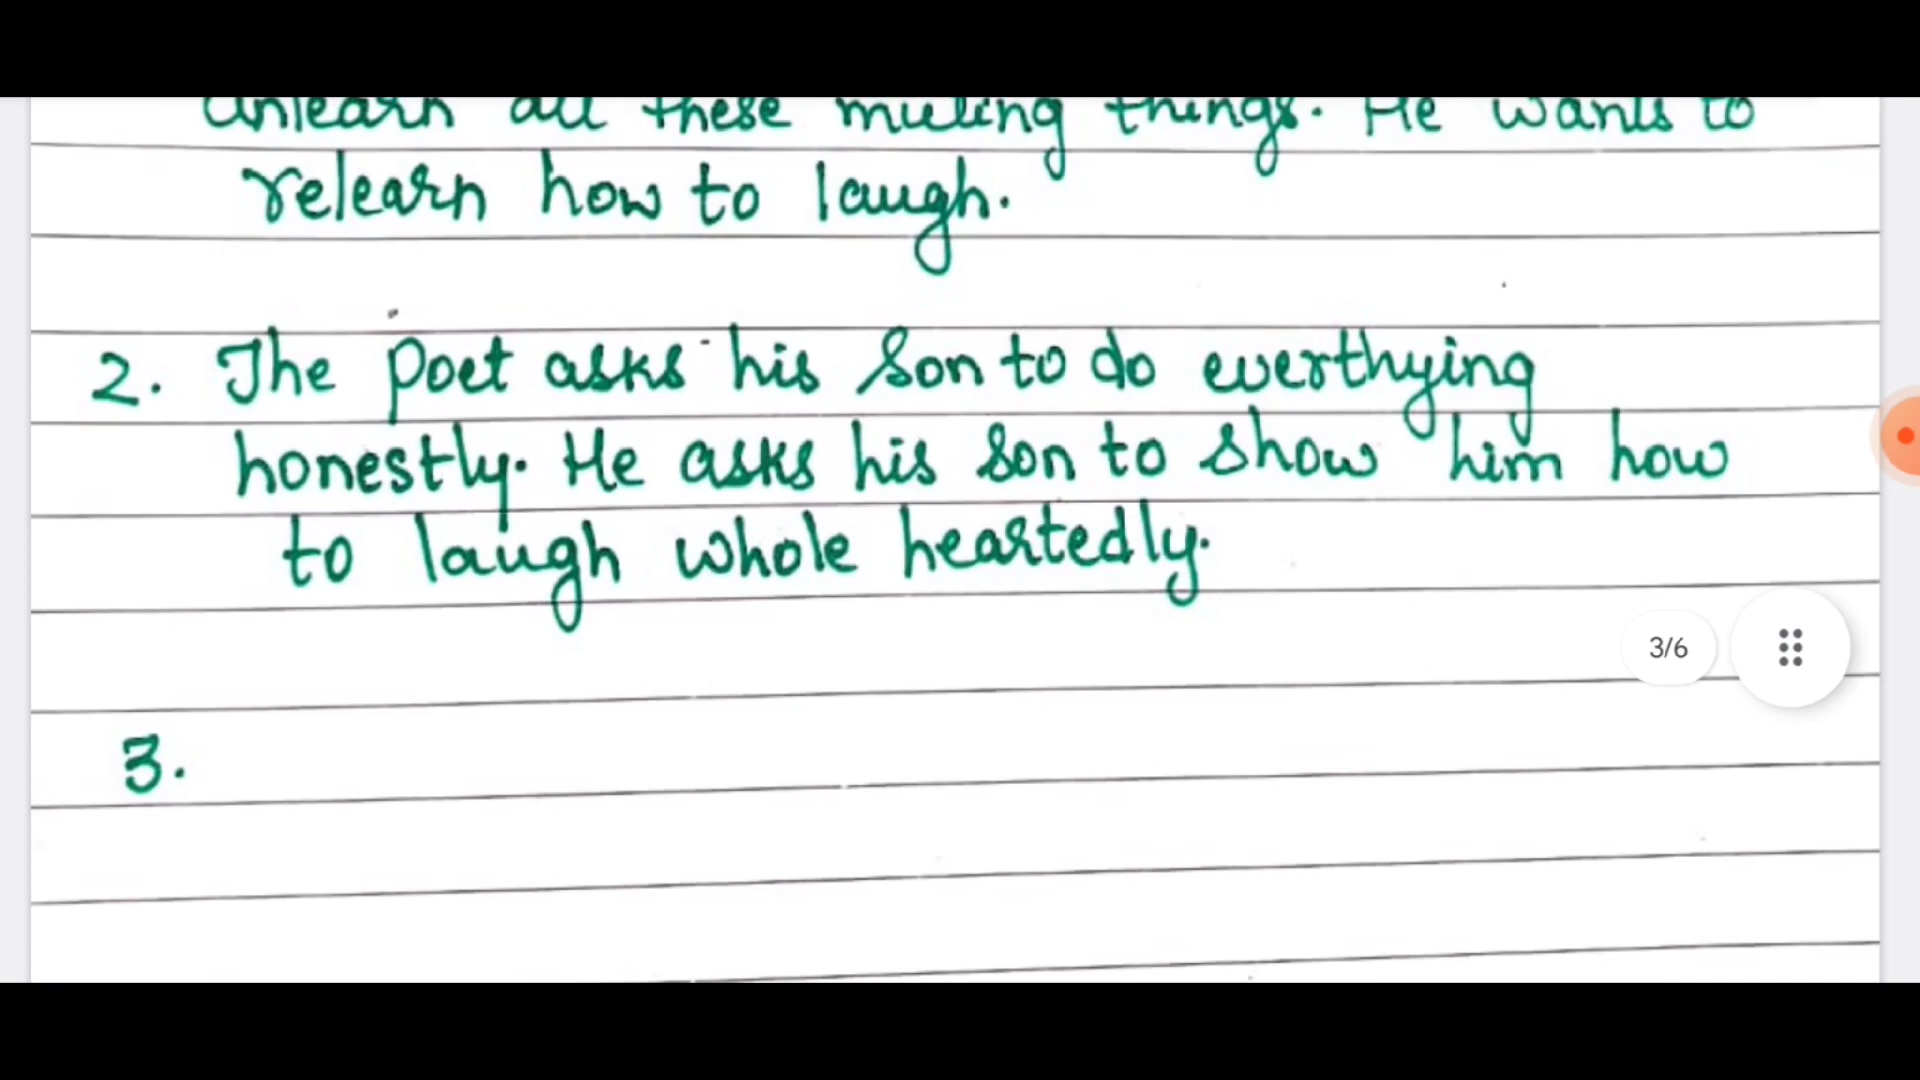 unlearn all these muting things. He wants to
relearn how to laugh.
2. The poet asks his son to do everthying
honestly. He asks his son to show him how
to laugh whole heartedly.
3/6
3.